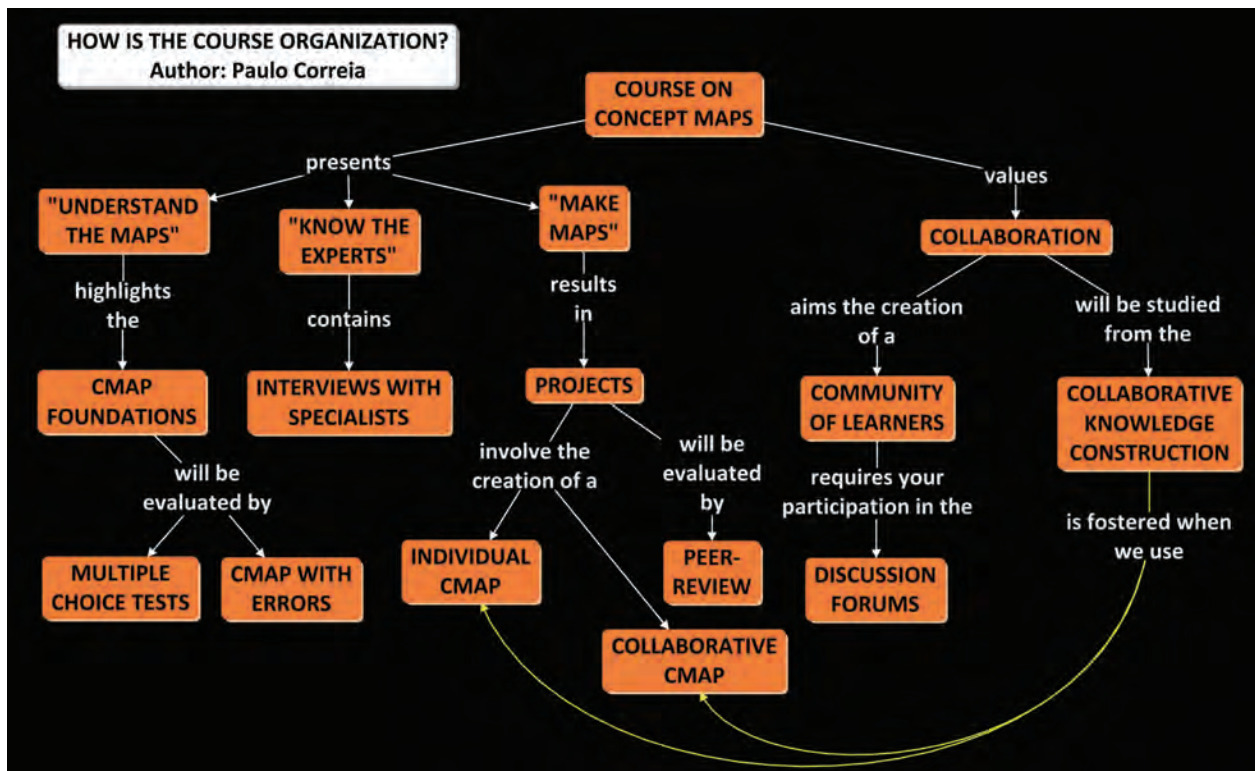 HOW IS THE COURSE ORGANIZATION?
Author: Paulo Correia
COURSE ON
CONCEPT MAPS
presents
values
"UNDERSTAND
THE MAPS"
"KNOW THE
EXPERTS"
"MAKE
MAPS"
COLLABORATION
highlights
the
contains
results
in
aims the creation
of a
will be studied
from the
CMAP
FOUNDATIONS
INTERVIEWS WITH
SPECIALISTS
PROJECTS
COMMUNITY
OF LEARNERS
COLLABORATIVE
KNOWLEDGE
CONSTRUCTION
will be
evaluated by
involve the
creation of a
will be
evaluated
by
requires your
participation in the
is fostered when
we use
MULTIPLE
CHOICE TESTS
CMAP WITH
ERRORS
INDIVIDUAL
CMAP
PEER-
REVIEW
DISCUSSION
FORUMS
COLLABORATIVE
CMAP